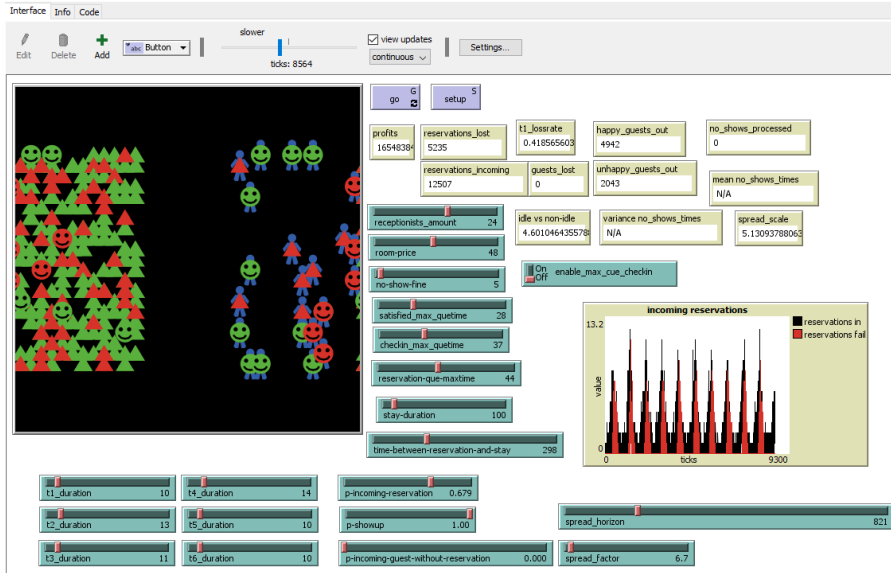 Interface Info Code
Edit
Delete
Add
abc Button
slower
ticks: 8564
view updates
continuous
Settings...
go
G
setup
S
profits
16548384
reservations_lost
5235
t1_lossrate
0.418565603
happy_guests_out
4942
no_shows_processed
0
reservations_incoming
12507
guests_lost
0
unhappy_guests_out
2043
mean no_shows_times
N/A
receptionists_amount 24
idle vs non-idle
4.601046435578
variance no_shows_times
N/A
spread_scale
5.13093788063
room-price 48
no-show-fine 5
On
Off
enable_max_cue_checkin
satisfied_max_quetime 28
checkin_max_quetime 37
reservation-que-maxtime 44
stay-duration 100
time-between-reservation-and-stay 298
incoming reservations
13.2
value
0
0
ticks
9300
reservations in
reservations fail
t1_duration 10
t4_duration 14
p-incoming-reservation 0.679
t2_duration 13
t5_duration 10
p-showup 1.00
spread_horizon 821
t3_duration 11
t6_duration 10
p-incoming-guest-without-reservation 0.000
spread_factor 6.7